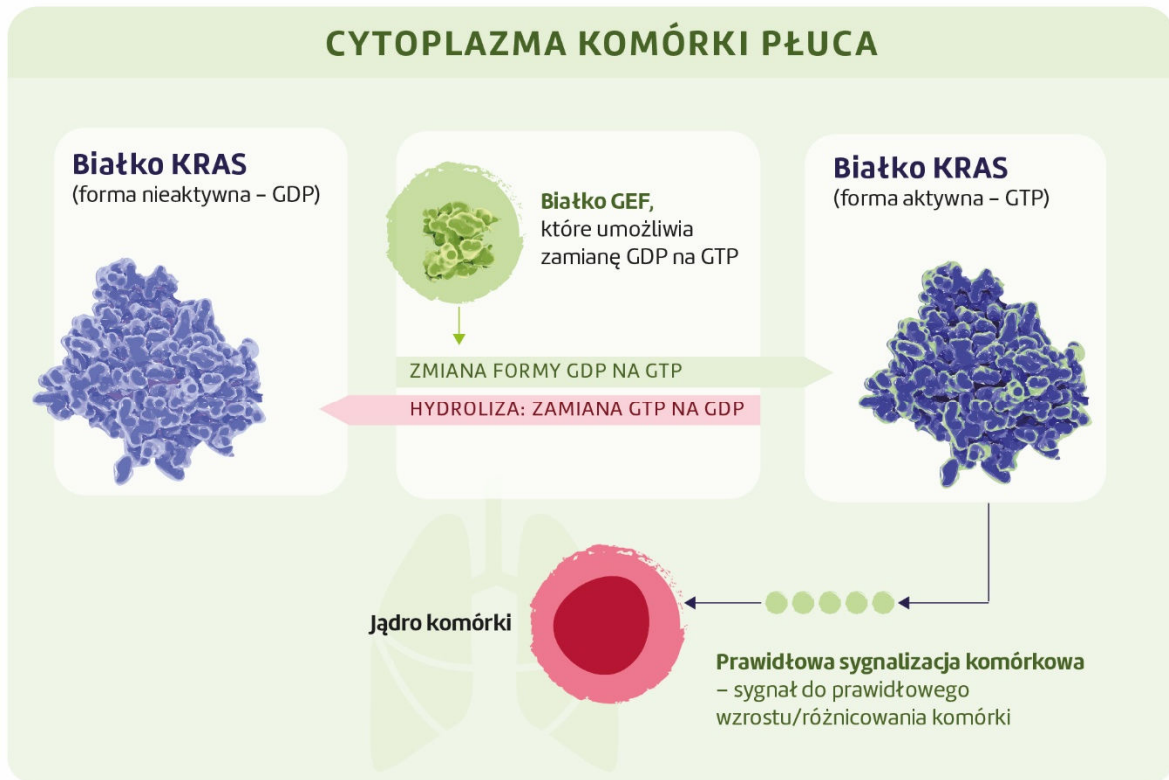 CYTOPLAZMA KOMÓRKI PŁUCA
Białko KRAS
(forma nieaktywna – GDP)
Białko GEF,
które umożliwia
zamianę GDP na GTP
Białko KRAS
(forma aktywna – GTP)
ZMIANA FORMY GDP NA GTP
HYDROLIZA: ZAMIANA GTP NA GDP
Jądro komórki
Prawidłowa sygnalizacja komórkowa
– sygnał do prawidłowego
wzrostu/różnicowania komórki